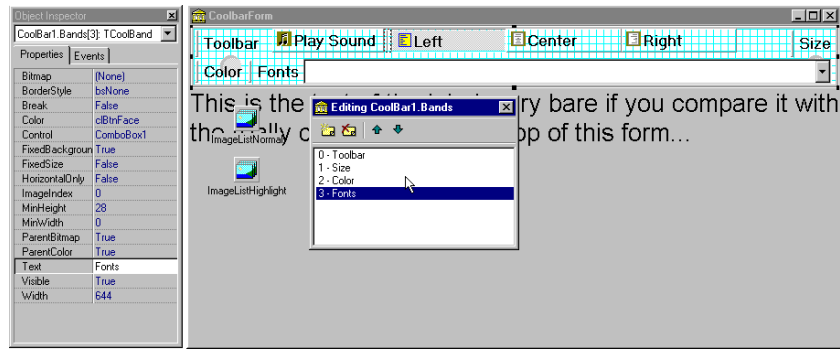 Object Inspector
CoolBar1.Bands[3]: TCoolBand
Properties Events
Bitmap (None)
BorderStyle bsNone
Break False
Color clBtnFace
Control ComboBox1
FixedBackgroun True
FixedSize False
HorizontalOnly False
ImageIndex 0
MinHeight 28
MinWidth 0
ParentBitmap True
ParentColor True
Text Fonts
Visible True
Width 644
CoolbarForm
Toolbar Play Sound Left Center Right Size
Color Fonts
This is the ry bare if you compare it with
the op of this form...
ImageListNormal
ImageListHighlight
Editing CoolBar1.Bands
0 - Toolbar
1 - Size
2 - Color
3 - Fonts